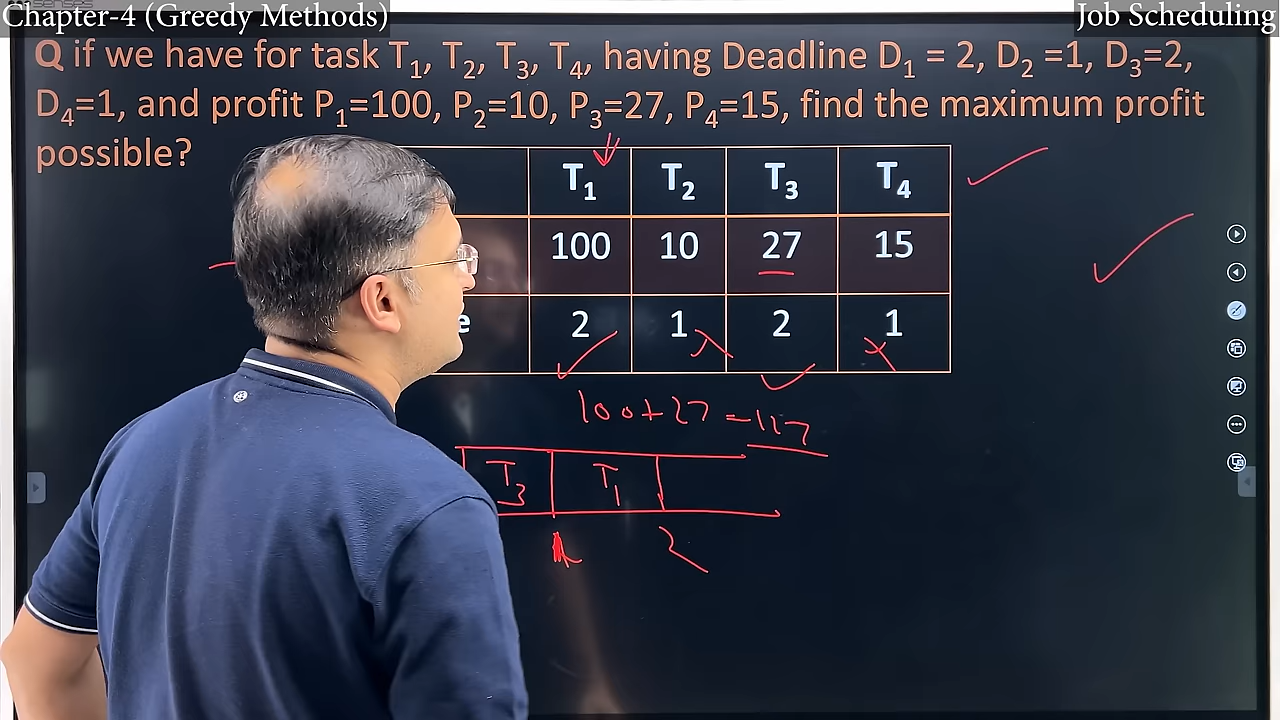 Chapter-4 (Greedy Methods)
Job Scheduling
Q if we have for task T₁, T₂, T₃, T₄, having Deadline D₁ = 2, D₂ =1, D₃=2,
D₄=1, and profit P₁=100, P₂=10, P₃=27, P₄=15, find the maximum profit
possible?
T₁ T₂ T₃ T₄
100 10 27 15
e 2 1 2 1
100+27 =127
T₃ T₁
2